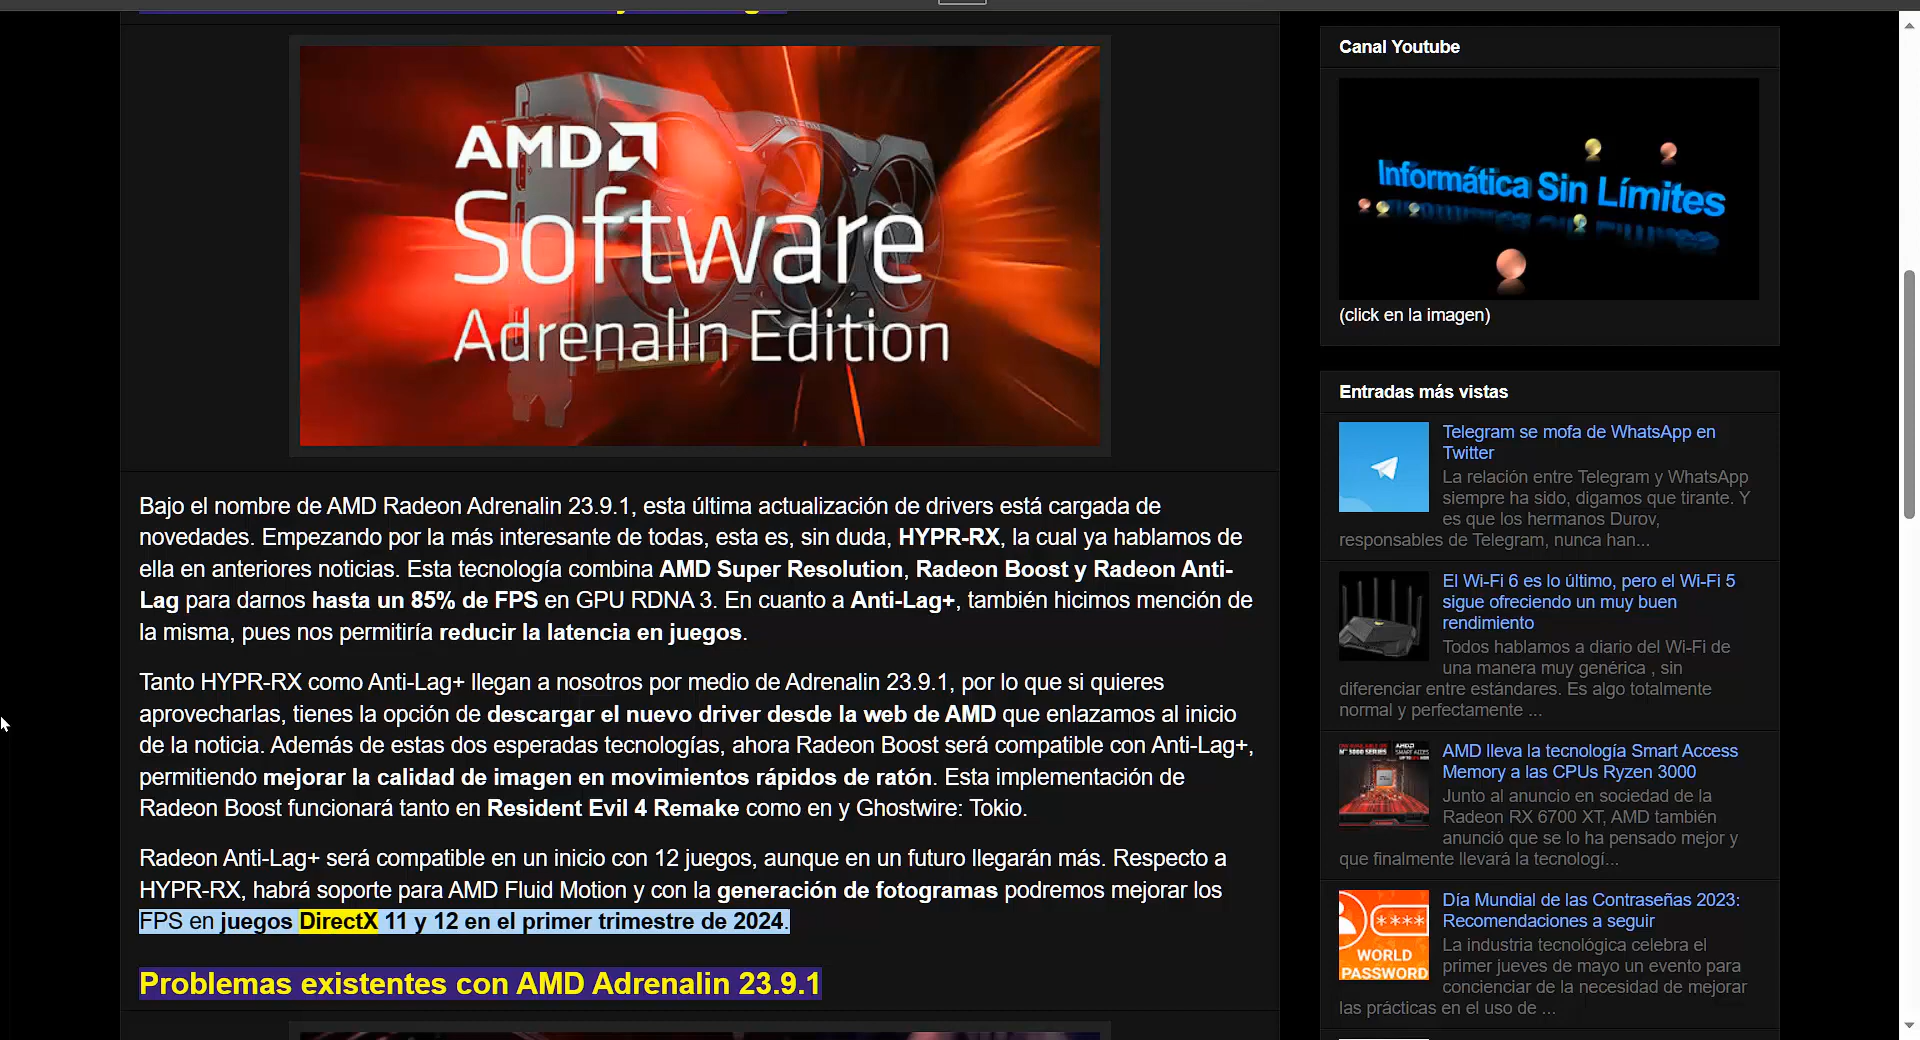 AMD
Software
Adrenalin Edition
Bajo el nombre de AMD Radeon Adrenalin 23.9.1, esta última actualización de drivers está cargada de
novedades. Empezando por la más interesante de todas, esta es, sin duda, HYPR-RX, la cual ya hablamos de
ella en anteriores noticias. Esta tecnología combina AMD Super Resolution, Radeon Boost y Radeon Anti-
Lag para darnos hasta un 85% de FPS en GPU RDNA 3. En cuanto a Anti-Lag+, también hicimos mención de
la misma, pues nos permitiría reducir la latencia en juegos.
Tanto HYPR-RX como Anti-Lag+ llegan a nosotros por medio de Adrenalin 23.9.1, por lo que si quieres
aprovecharlas, tienes la opción de descargar el nuevo driver desde la web de AMD que enlazamos al inicio
de la noticia. Además de estas dos esperadas tecnologías, ahora Radeon Boost será compatible con Anti-Lag+,
permitiendo mejorar la calidad de imagen en movimientos rápidos de ratón. Esta implementación de
Radeon Boost funcionará tanto en Resident Evil 4 Remake como en y Ghostwire: Tokio.
Radeon Anti-Lag+ será compatible en un inicio con 12 juegos, aunque en un futuro llegarán más. Respecto a
HYPR-RX, habrá soporte para AMD Fluid Motion y con la generación de fotogramas podremos mejorar los
FPS en juegos DirectX 11 y 12 en el primer trimestre de 2024.
Problemas existentes con AMD Adrenalin 23.9.1
Canal Youtube
Informática Sin Límites
(click en la imagen)
Entradas más vistas
Telegram se mofa de WhatsApp en
Twitter
La relación entre Telegram y WhatsApp
siempre ha sido, digamos que tirante. Y
es que los hermanos Durov,
responsables de Telegram, nunca han...
El Wi-Fi 6 es lo último, pero el Wi-Fi 5
sigue ofreciendo un muy buen
rendimiento
Todos hablamos a diario del Wi-Fi de
una manera muy genérica , sin
diferenciar entre estándares. Es algo totalmente
normal y perfectamente ...
AMD lleva la tecnología Smart Access
Memory a las CPUs Ryzen 3000
Junto al anuncio en sociedad de la
Radeon RX 6700 XT, AMD también
anunció que se lo ha pensado mejor y
que finalmente llevará la tecnologí...
Día Mundial de las Contraseñas 2023:
Recomendaciones a seguir
La industria tecnológica celebra el
primer jueves de mayo un evento para
concienciar de la necesidad de mejorar
las prácticas en el uso de ...
****
WORLD
PASSWORD